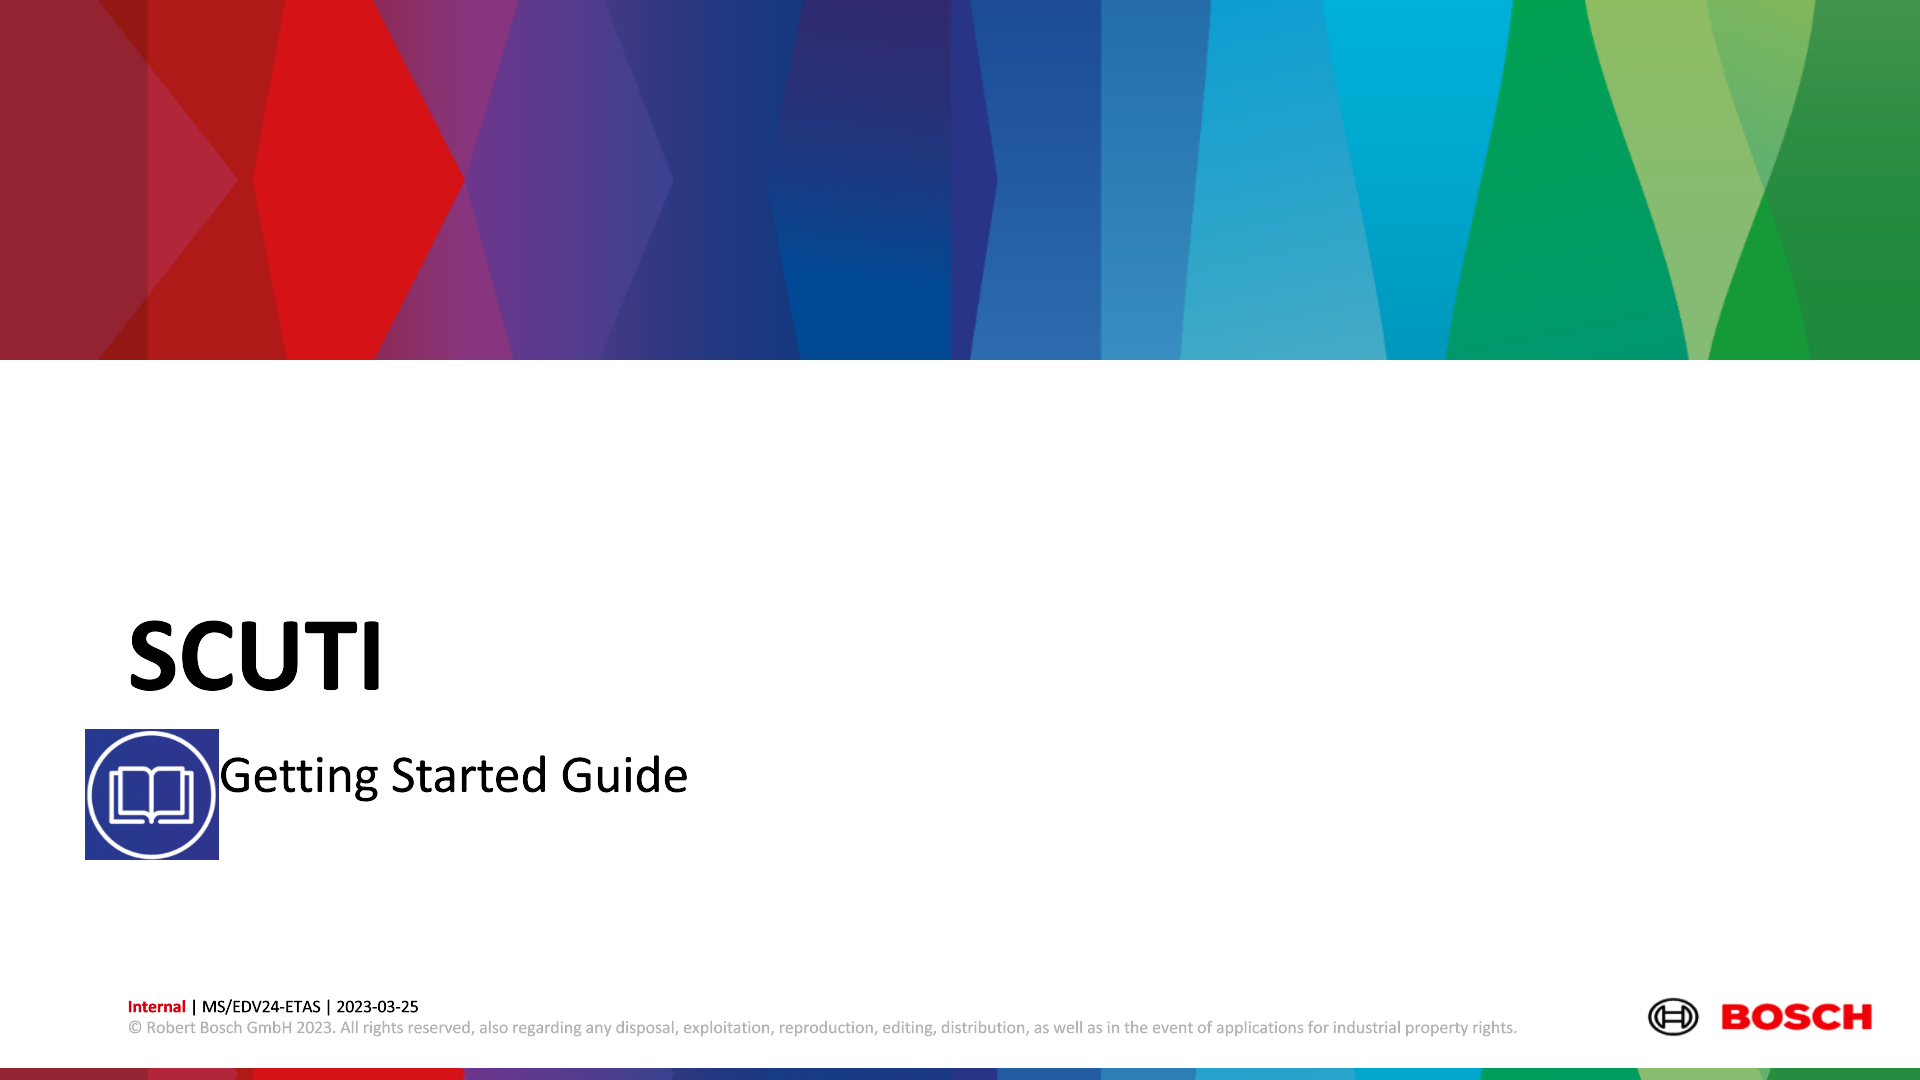 SCUTI
Getting Started Guide
Internal | MS/EDV24-ETAS | 2023-03-25
© Robert Bosch GmbH 2023. All rights reserved, also regarding any disposal, exploitation, reproduction, editing, distribution, as well as in the event of applications for industrial property rights.
BOSCH